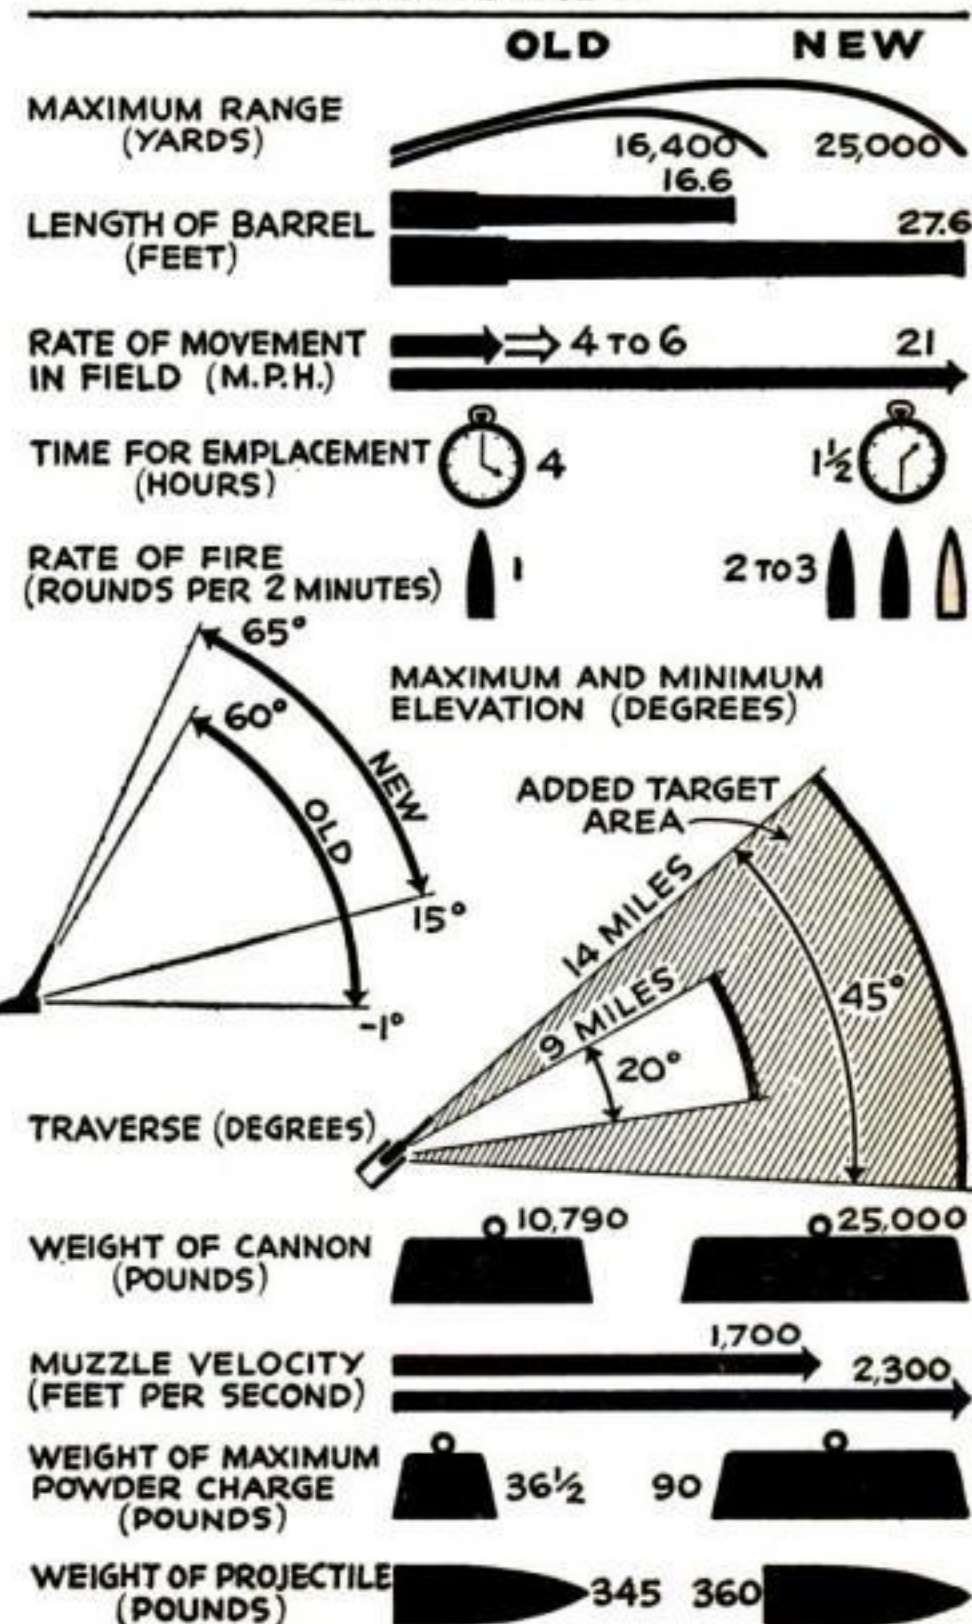 OLD NEW
MAXIMUM RANGE
(YARDS)
16,400 25,000
LENGTH OF BARREL
(FEET)
16.6
27.6
RATE OF MOVEMENT
IN FIELD (M.P.H.)
4 TO 6 21
TIME FOR EMPLACEMENT
(HOURS)
4 1½
RATE OF FIRE
(ROUNDS PER 2 MINUTES)
1 2 TO 3
MAXIMUM AND MINIMUM
ELEVATION (DEGREES)
65°
60°
NEW
OLD
15°
-1°
ADDED TARGET
AREA
14 MILES
9 MILES
45°
20°
TRAVERSE (DEGREES)
WEIGHT OF CANNON
(POUNDS)
10,790 25,000
MUZZLE VELOCITY
(FEET PER SECOND)
1,700
2,300
WEIGHT OF MAXIMUM
POWDER CHARGE
(POUNDS)
36½ 90
WEIGHT OF PROJECTILE
(POUNDS)
345 360